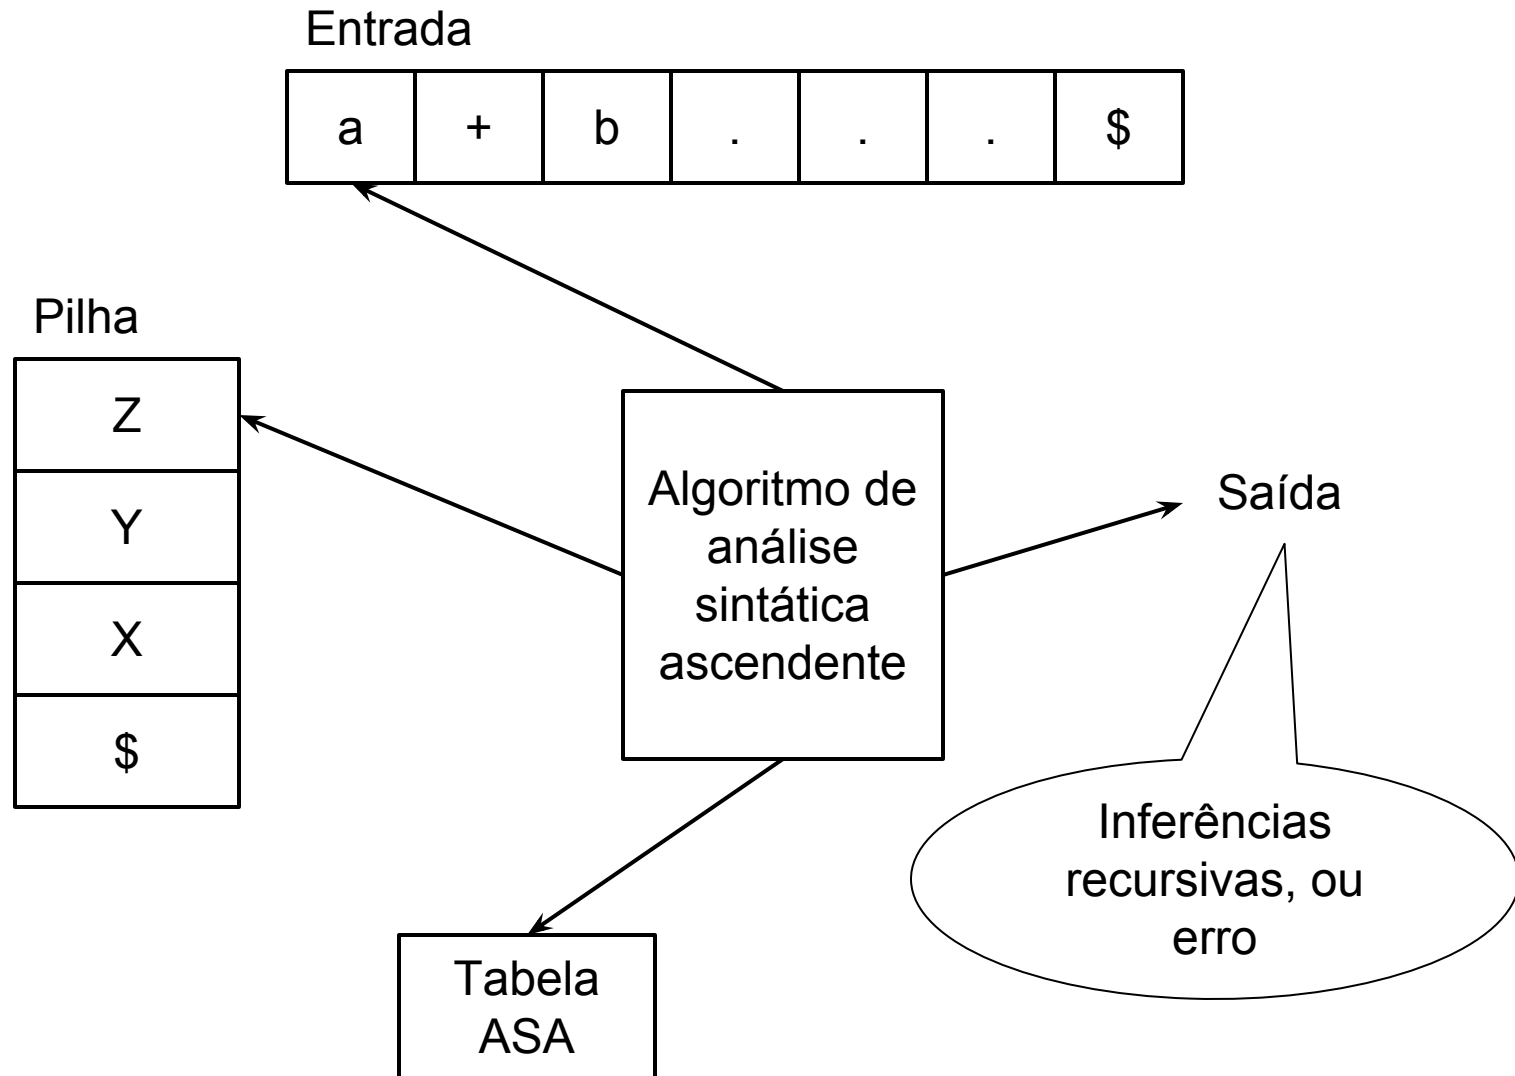 Entrada
a + b . . . $
Pilha
Z
Y
X
$
Algoritmo de
análise
sintática
ascendente
Saída
Inferências
recursivas, ou
erro
Tabela
ASA